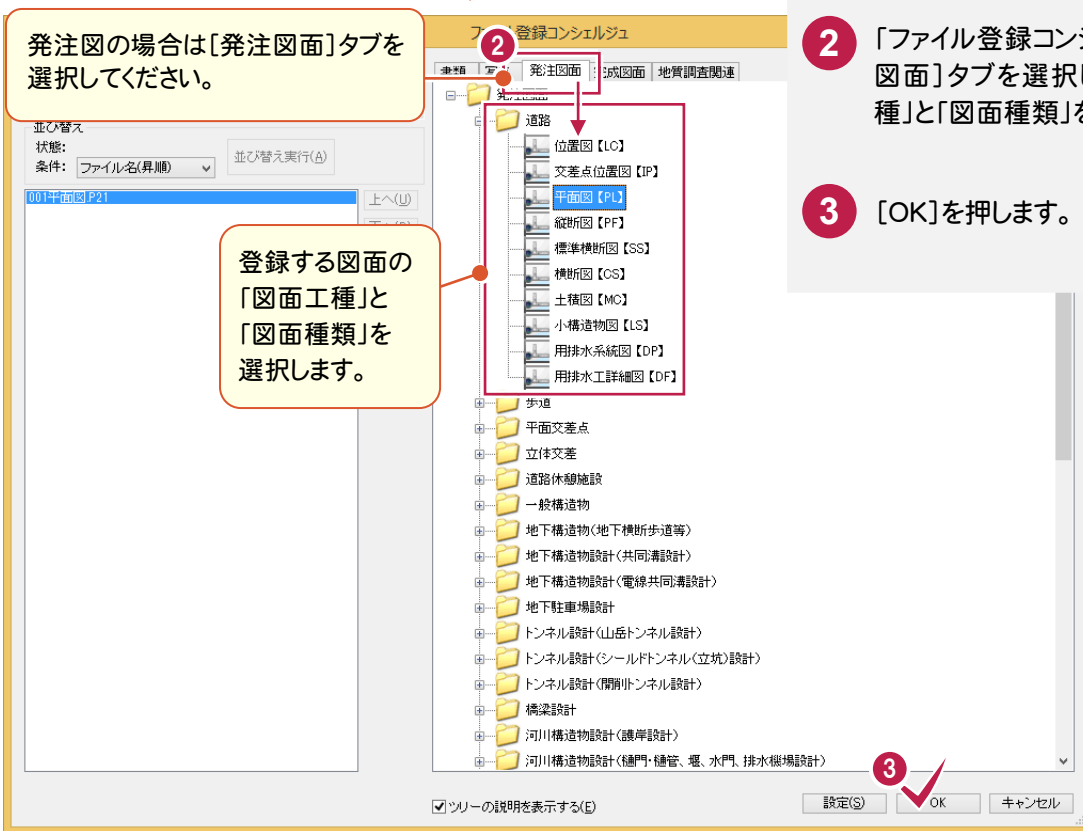 発注図の場合は[発注図面]タブを
選択してください。
ファイル登録コンシェルジュ
2
書類
発注図面
完成図面
地質調査関連
2
「ファイル登録コンシ
図面]タブを選択し
種」と「図面種類」を
3
[OK]を押します。
並び替え
状態:
条件: ファイル名(昇順)
並び替え実行(A)
001平面図.P21
上へ(U)
登録する図面の
「図面工種」と
「図面種類」を
選択します。
発注図面
道路
位置図【LC】
交差点位置図【IP】
平面図【PL】
縦断図【PF】
標準横断図【SS】
横断図【CS】
土積図【MC】
小構造物図【LS】
用排水系統図【DP】
用排水工詳細図【DF】
歩道
平面交差点
立体交差
道路休憩施設
一般構造物
地下構造物(地下横断歩道等)
地下構造物設計(共同溝設計)
地下構造物設計(電線共同溝設計)
地下駐車場設計
トンネル設計(山岳トンネル設計)
トンネル設計(シールドトンネル(立坑)設計)
トンネル設計(開削トンネル設計)
橋梁設計
河川構造物設計(護岸設計)
河川構造物設計(樋門・樋管、堰、水門、排水機場設計)
3
ツリーの説明を表示する(E)
設定(S)
OK
キャンセル